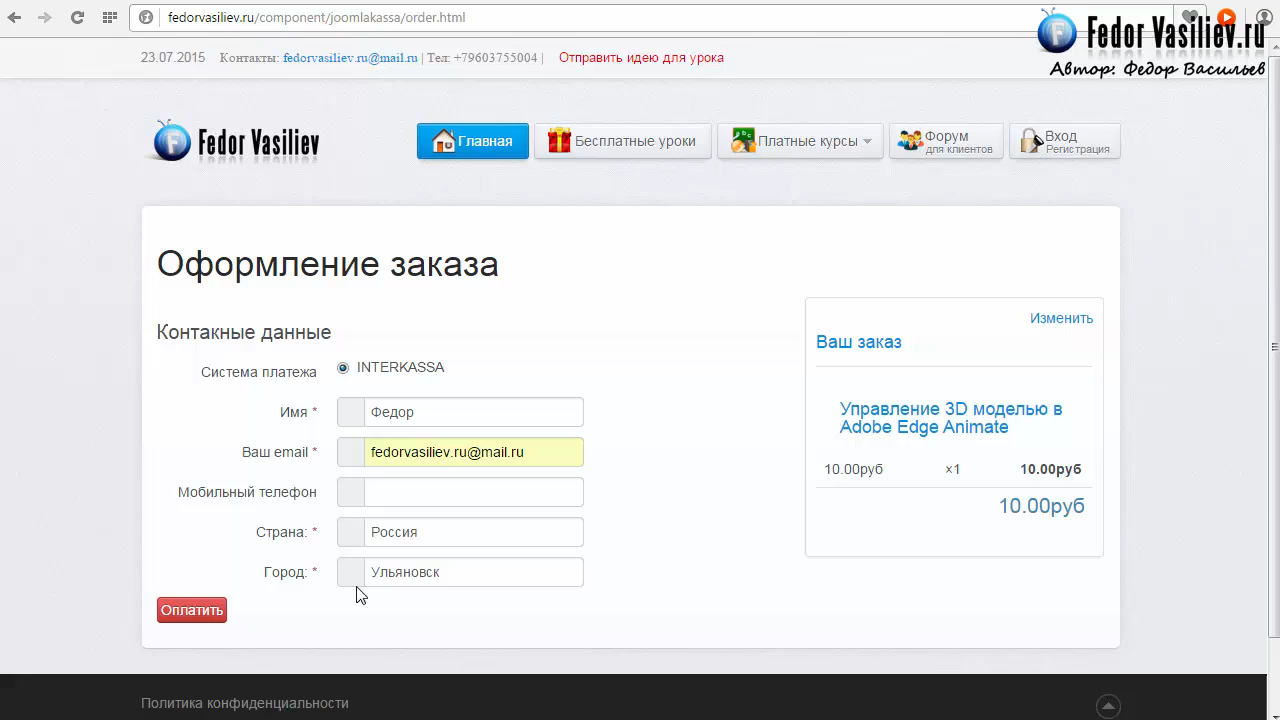 fedorvasiliev.ru/component/joomlakassa/order.html
Fedor Vasiliev.ru
Автор: Федор Васильев
23.07.2015 Контакты: fedorvasiliev.ru@mail.ru | Тел: +79023755004 | Отправить идею для урока
Fedor Vasiliev
Главная
Бесплатные уроки
Платные курсы
Форум
для клиентов
Вход
Регистрация
Оформление заказа
Контакные данные
Система платежа INTERKASSA
Имя * Федор
Ваш email * fedorvasiliev.ru@mail.ru
Мобильный телефон
Страна: * Россия
Город: * Ульяновск
Оплатить
Изменить
Ваш заказ
Управление 3D моделью в
Adobe Edge Animate
10.00руб ×1 10.00руб
10.00руб
Политика конфиденциальности